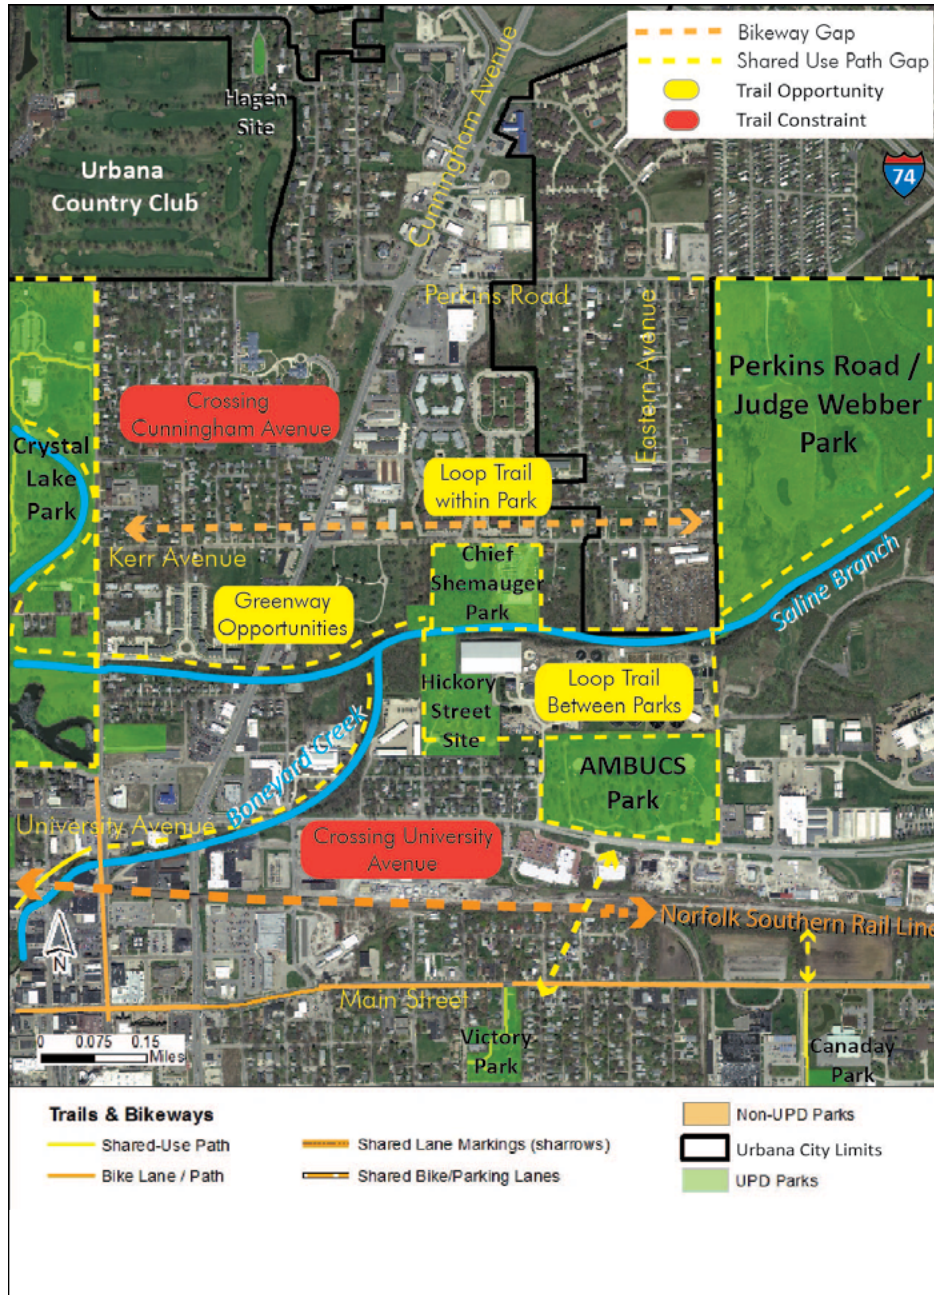 Bikeway Gap
Shared Use Path Gap
Trail Opportunity
Trail Constraint
74
Hagen
Site
Urbana
Country Club
Cunningham Avenue
Perkins Road
Eastern Avenue
Perkins Road /
Judge Webber
Park
Crossing
Cunningham Avenue
Crystal
Lake
Park
Loop Trail
within Park
Kerr Avenue
Chief
Shemauger
Park
Saline Branch
Greenway
Opportunities
Hickory
Street
Site
Loop Trail
Between Parks
Boneyard Creek
AMBUCS
Park
University Avenue
Crossing University
Avenue
Norfolk Southern Rail Line
N
Main Street
Victory
Park
Canaday
Park
0 0.075 0.15
Miles
Trails & Bikeways
Shared-Use Path
Bike Lane / Path
Shared Lane Markings (sharrows)
Shared Bike/Parking Lanes
Non-UPD Parks
Urbana City Limits
UPD Parks